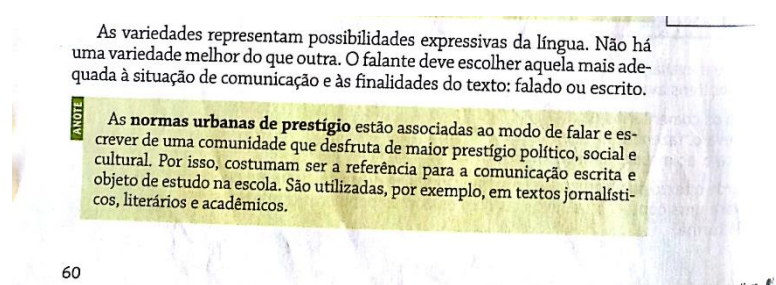 As variedades representam possibilidades expressivas da língua. Não há
uma variedade melhor do que outra. O falante deve escolher aquela mais ade-
quada à situação de comunicação e às finalidades do texto: falado ou escrito.
ANOTE
As normas urbanas de prestígio estão associadas ao modo de falar e es-
crever de uma comunidade que desfruta de maior prestígio político, social e
cultural. Por isso, costumam ser a referência para a comunicação escrita e
objeto de estudo na escola. São utilizadas, por exemplo, em textos jornalísti-
cos, literários e acadêmicos.
60